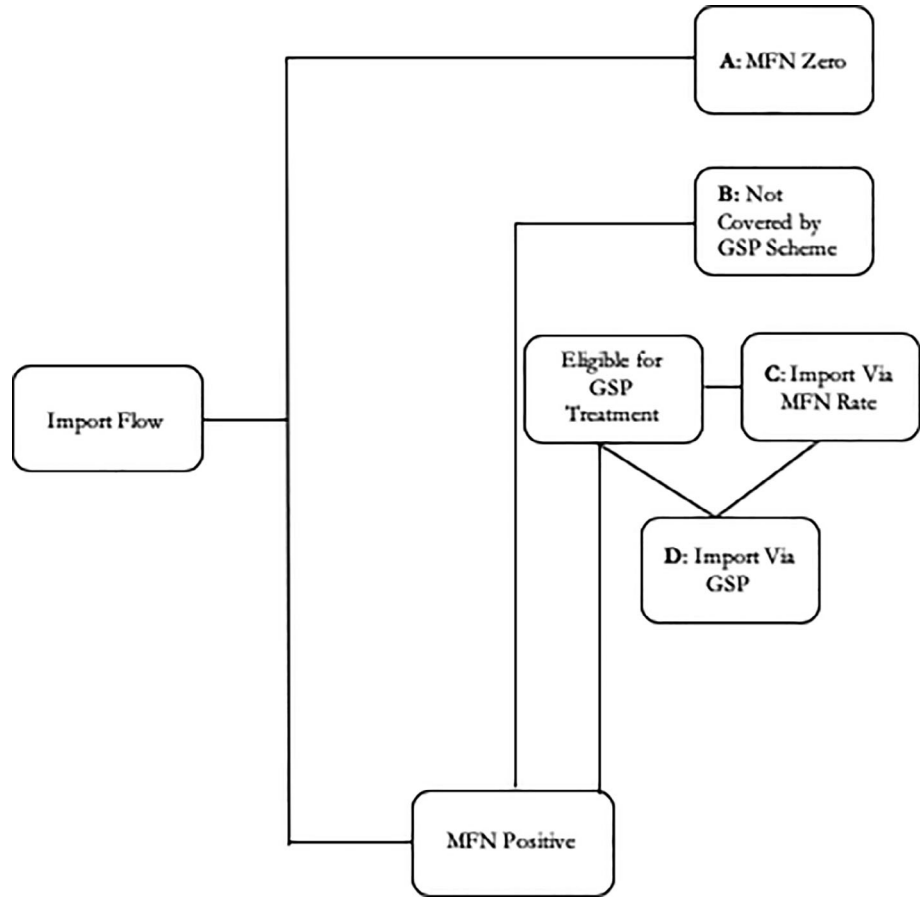 A: MFN Zero
B: Not
Covered by
GSP Scheme
Eligible for
GSP
Treatment
C: Import Via
MFN Rate
Import Flow
D: Import Via
GSP
MFN Positive